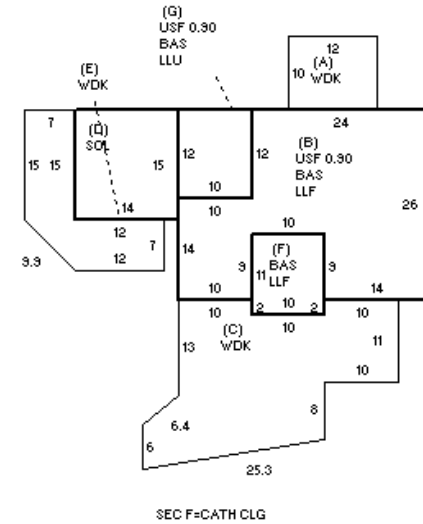 (G)
USF 0.90
BAS
LLU
12
(A)
10
WDK
(E)
WDK
7
(D)
SOL
24
(B)
USF 0.90
BAS
LLF
15 15
15
12
12
10
14
10
26
12
7
10
9.9
12
14
9
11
(F)
BAS
LLF
9
10
2
10
2
14
10
(C)
WDK
10
10
13
11
10
8
6.4
6
25.3
SEC F=CATH CLG